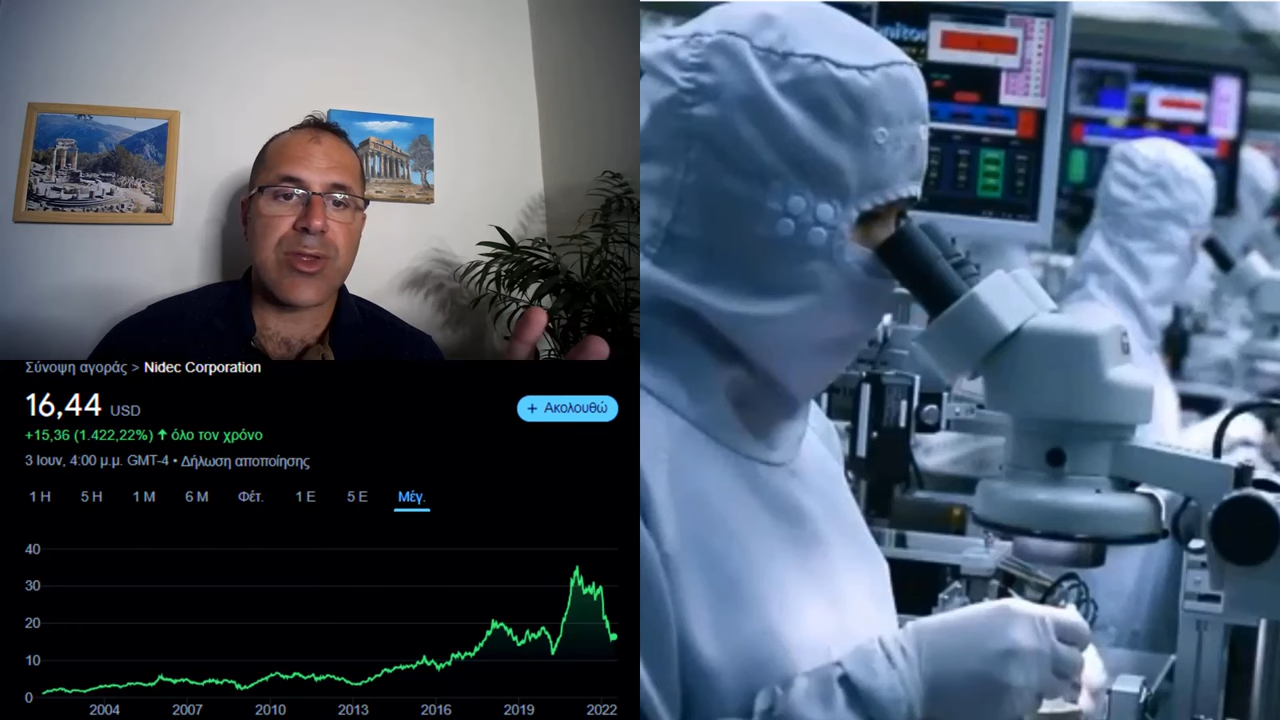 Σύνοψη αγοράς > Nidec Corporation
16,44 USD
+ Ακολουθώ
+15,36 (1.422,22%) ↑ όλο τον χρόνο
3 Ιουν, 4:00 μ.μ. GMT-4 • Δήλωση αποποίησης
1 Η 5 Η 1 Μ 6 Μ Φέτ. 1 Ε 5 Ε Μέγ.
40
30
20
10
0
2004 2007 2010 2013 2016 2019 2022